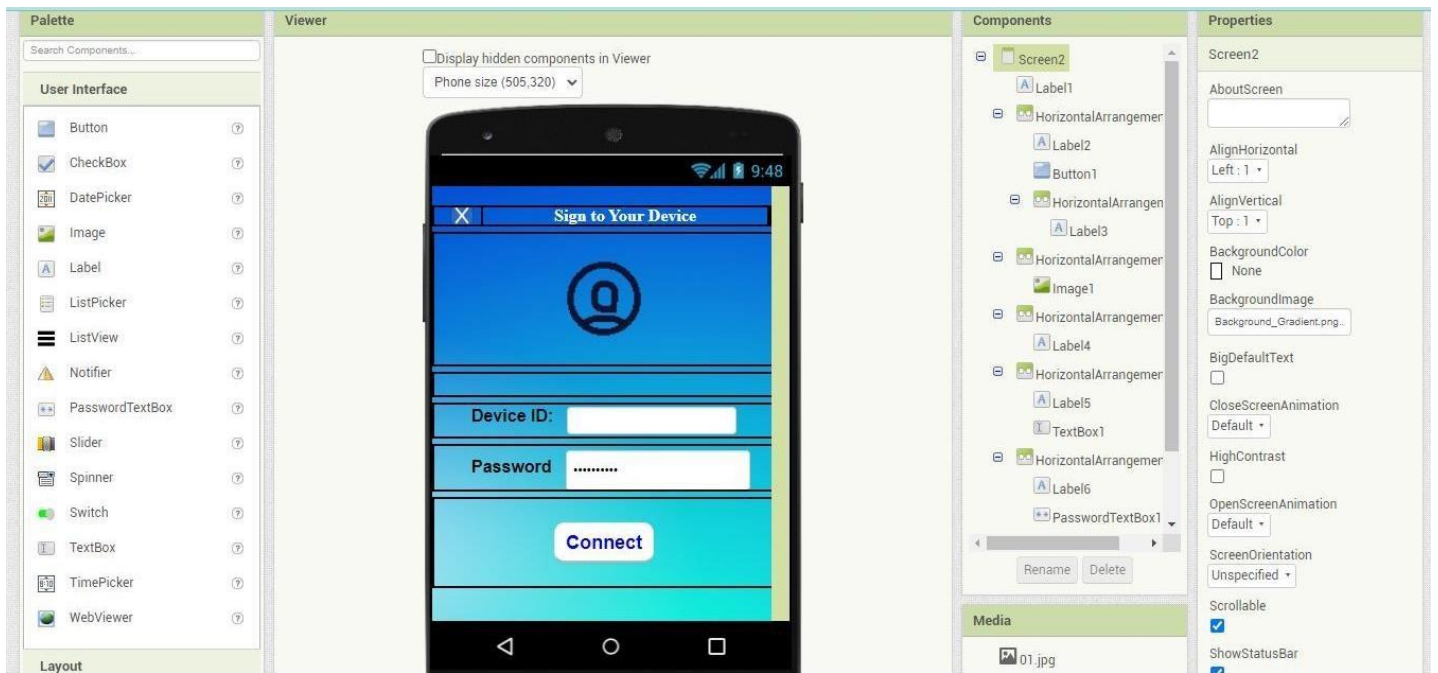 Palette
Search Components...
User Interface
Button
CheckBox
DatePicker
Image
Label
ListPicker
ListView
Notifier
PasswordTextBox
Slider
Spinner
Switch
TextBox
TimePicker
WebViewer
Layout
Viewer
Display hidden components in Viewer
Phone size (505,320)
9:48
X Sign to Your Device
Device ID:
Password ..........
Connect
Components
Screen2
Label1
HorizontalArrangemer
Label2
Button1
HorizontalArrangen
Label3
HorizontalArrangemer
Image1
HorizontalArrangemer
Label4
HorizontalArrangemer
Label5
TextBox1
HorizontalArrangemer
Label6
PasswordTextBox1
Rename Delete
Media
01.jpg
Properties
Screen2
AboutScreen
AlignHorizontal
Left : 1
AlignVertical
Top : 1
BackgroundColor
None
BackgroundImage
Background_Gradient.png...
BigDefaultText
CloseScreenAnimation
Default
HighContrast
OpenScreenAnimation
Default
ScreenOrientation
Unspecified
Scrollable
ShowStatusBar